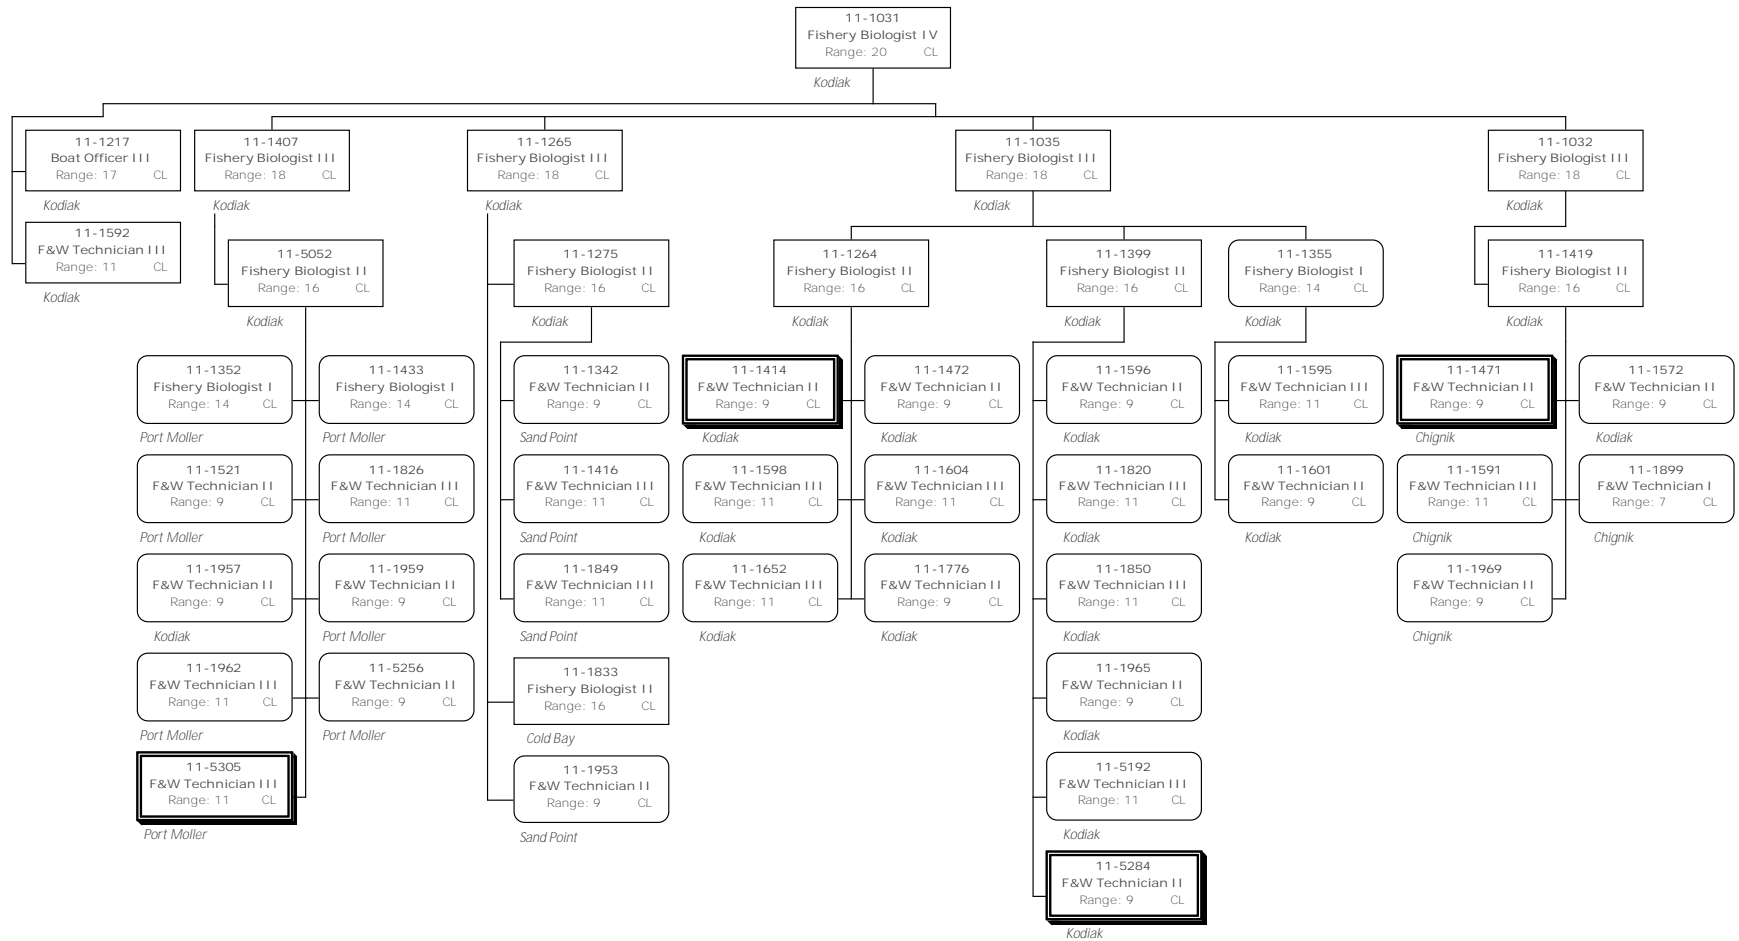 11-1031
Fishery Biologist IV
Range: 20 CL
Kodiak
11-1217
Boat Officer III
Range: 17 CL
Kodiak
11-1592
F&W Technician III
Range: 11 CL
Kodiak
11-1407
Fishery Biologist III
Range: 18 CL
Kodiak
11-5052
Fishery Biologist II
Range: 16 CL
Kodiak
11-1352
Fishery Biologist I
Range: 14 CL
Port Moller
11-1433
Fishery Biologist I
Range: 14 CL
Port Moller
11-1521
F&W Technician II
Range: 9 CL
Port Moller
11-1826
F&W Technician III
Range: 11 CL
Port Moller
11-1957
F&W Technician II
Range: 9 CL
Kodiak
11-1959
F&W Technician II
Range: 9 CL
Port Moller
11-1962
F&W Technician III
Range: 11 CL
Port Moller
11-5256
F&W Technician II
Range: 9 CL
Port Moller
11-5305
F&W Technician III
Range: 11 CL
Port Moller
11-1265
Fishery Biologist III
Range: 18 CL
Kodiak
11-1275
Fishery Biologist II
Range: 16 CL
Kodiak
11-1342
F&W Technician II
Range: 9 CL
Sand Point
11-1416
F&W Technician III
Range: 11 CL
Sand Point
11-1849
F&W Technician III
Range: 11 CL
Sand Point
11-1833
Fishery Biologist II
Range: 16 CL
Cold Bay
11-1953
F&W Technician II
Range: 9 CL
Sand Point
11-1035
Fishery Biologist III
Range: 18 CL
Kodiak
11-1264
Fishery Biologist II
Range: 16 CL
Kodiak
11-1414
F&W Technician II
Range: 9 CL
Kodiak
11-1472
F&W Technician II
Range: 9 CL
Kodiak
11-1598
F&W Technician III
Range: 11 CL
Kodiak
11-1604
F&W Technician III
Range: 11 CL
Kodiak
11-1652
F&W Technician III
Range: 11 CL
Kodiak
11-1776
F&W Technician II
Range: 9 CL
Kodiak
11-1399
Fishery Biologist II
Range: 16 CL
Kodiak
11-1596
F&W Technician II
Range: 9 CL
Kodiak
11-1820
F&W Technician III
Range: 11 CL
Kodiak
11-1850
F&W Technician III
Range: 11 CL
Kodiak
11-1965
F&W Technician II
Range: 9 CL
Kodiak
11-5192
F&W Technician III
Range: 11 CL
Kodiak
11-5284
F&W Technician II
Range: 9 CL
Kodiak
11-1355
Fishery Biologist I
Range: 14 CL
Kodiak
11-1595
F&W Technician III
Range: 11 CL
Kodiak
11-1601
F&W Technician II
Range: 9 CL
Kodiak
11-1032
Fishery Biologist III
Range: 18 CL
Kodiak
11-1419
Fishery Biologist II
Range: 16 CL
Kodiak
11-1471
F&W Technician II
Range: 9 CL
Chignik
11-1572
F&W Technician II
Range: 9 CL
Kodiak
11-1591
F&W Technician III
Range: 11 CL
Chignik
11-1899
F&W Technician I
Range: 7 CL
Chignik
11-1969
F&W Technician II
Range: 9 CL
Chignik